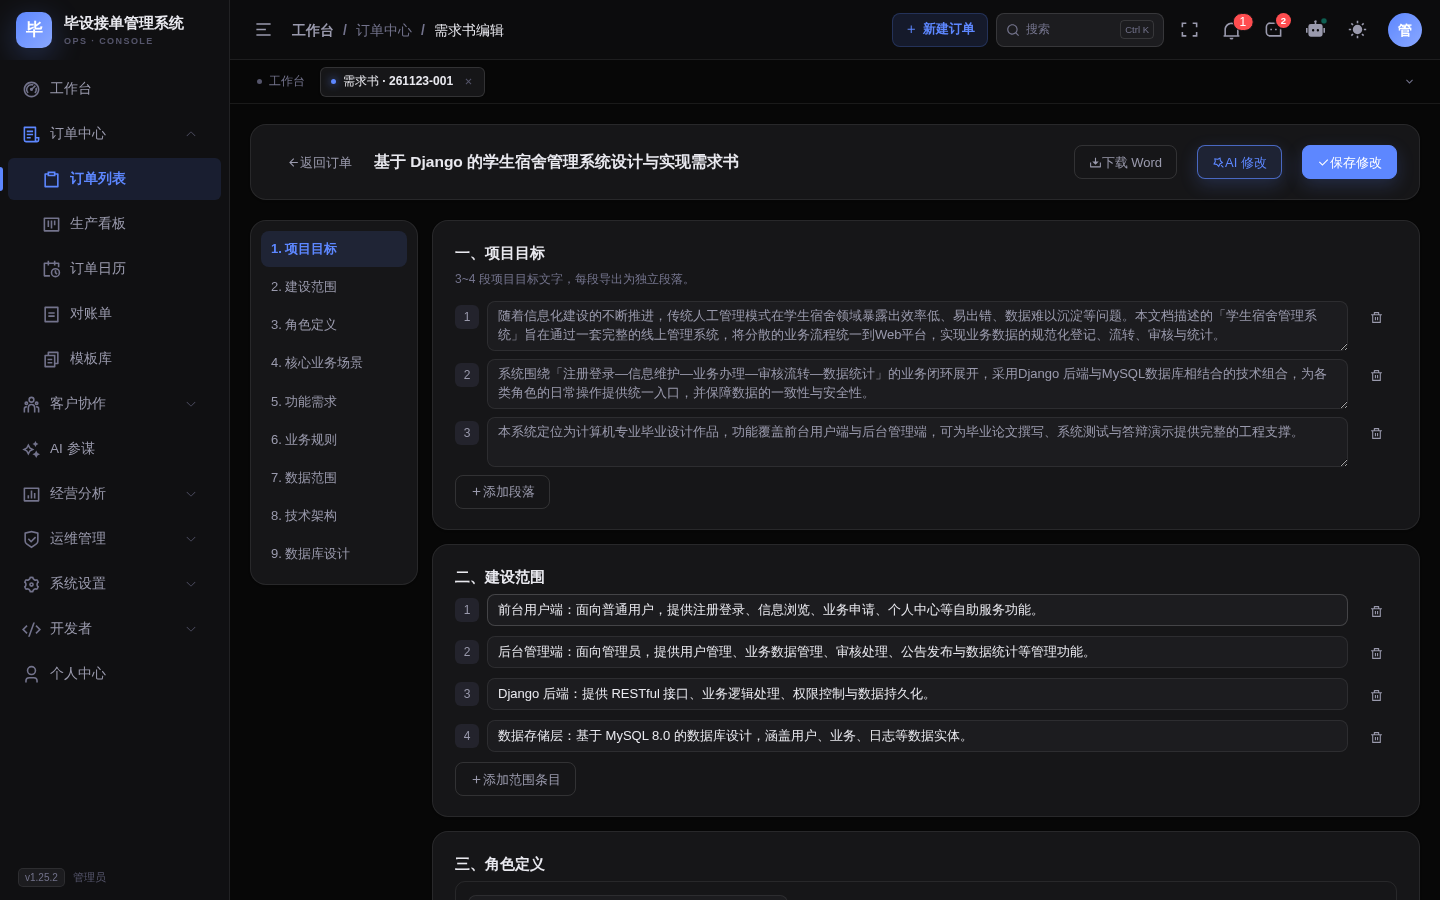 毕
毕设接单管理系统
OPS · CONSOLE
工作台
订单中心
订单列表
生产看板
订单日历
对账单
模板库
客户协作
AI 参谋
经营分析
运维管理
系统设置
开发者
个人中心
v1.25.2 管理员
工作台 / 订单中心 / 需求书编辑
新建订单
搜索 Ctrl K
1
2
管
工作台
需求书 · 261123-001 ×
返回订单
基于 Django 的学生宿舍管理系统设计与实现需求书
下载 Word
AI 修改
保存修改
1. 项目目标
2. 建设范围
3. 角色定义
4. 核心业务场景
5. 功能需求
6. 业务规则
7. 数据范围
8. 技术架构
9. 数据库设计
一、项目目标
3~4 段项目目标文字，每段导出为独立段落。
1
随着信息化建设的不断推进，传统人工管理模式在学生宿舍领域暴露出效率低、易出错、数据难以沉淀等问题。本文档描述的「学生宿舍管理系
统」旨在通过一套完整的线上管理系统，将分散的业务流程统一到Web平台，实现业务数据的规范化登记、流转、审核与统计。
2
系统围绕「注册登录—信息维护—业务办理—审核流转—数据统计」的业务闭环展开，采用Django 后端与MySQL数据库相结合的技术组合，为各
类角色的日常操作提供统一入口，并保障数据的一致性与安全性。
3
本系统定位为计算机专业毕业设计作品，功能覆盖前台用户端与后台管理端，可为毕业论文撰写、系统测试与答辩演示提供完整的工程支撑。
+ 添加段落
二、建设范围
1
前台用户端：面向普通用户，提供注册登录、信息浏览、业务申请、个人中心等自助服务功能。
2
后台管理端：面向管理员，提供用户管理、业务数据管理、审核处理、公告发布与数据统计等管理功能。
3
Django 后端：提供 RESTful 接口、业务逻辑处理、权限控制与数据持久化。
4
数据存储层：基于 MySQL 8.0 的数据库设计，涵盖用户、业务、日志等数据实体。
+ 添加范围条目
三、角色定义